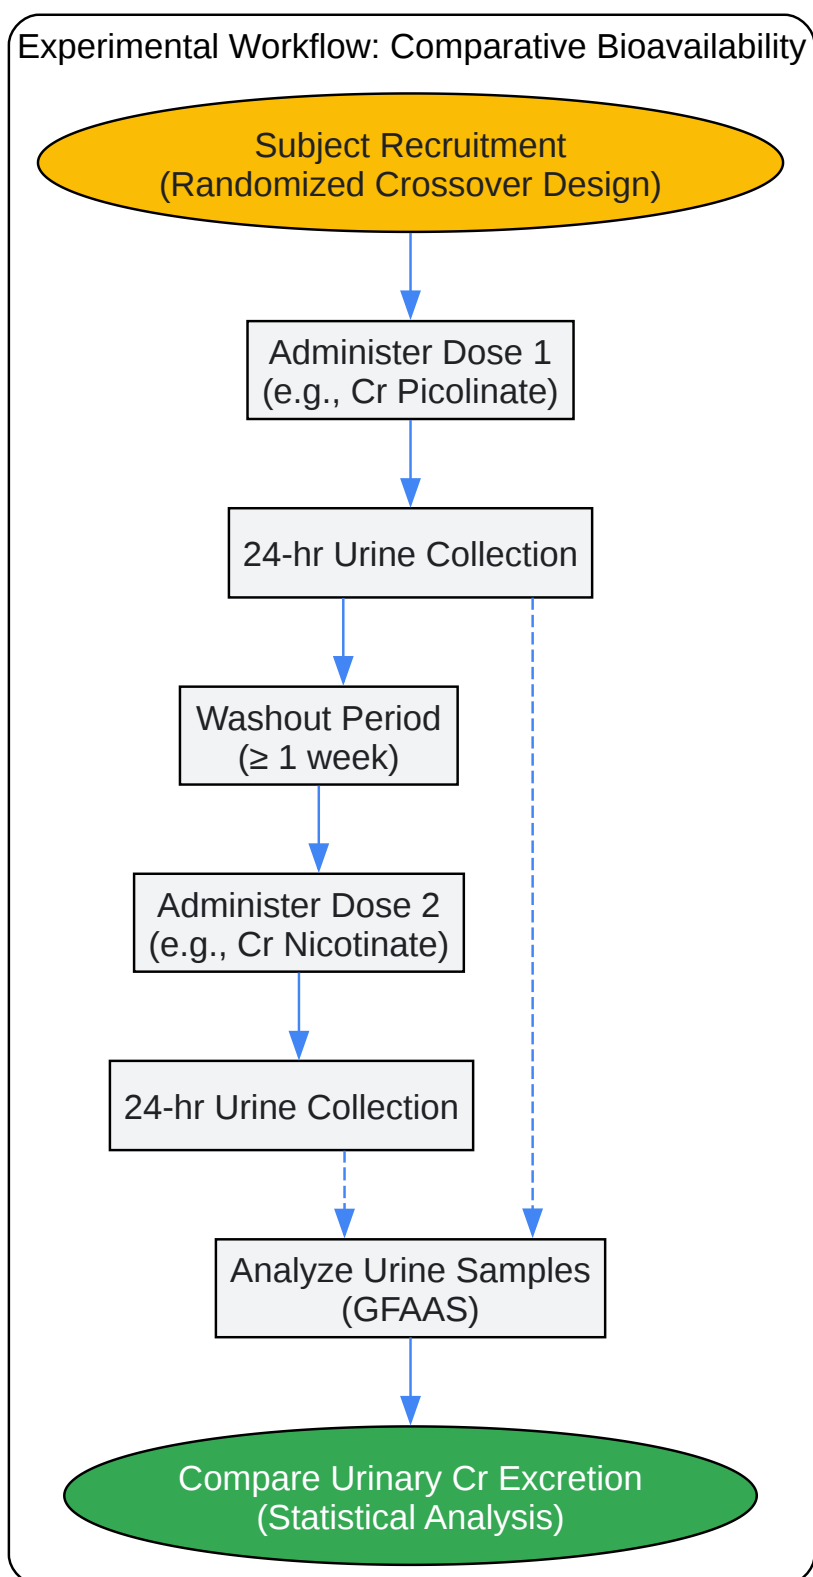 Experimental Workflow: Comparative Bioavailability
Subject Recruitment
(Randomized Crossover Design)
Administer Dose 1
(e.g., Cr Picolinate)
24-hr Urine Collection
Washout Period
(≥ 1 week)
Administer Dose 2
(e.g., Cr Nicotinate)
24-hr Urine Collection
Analyze Urine Samples
(GFAAS)
Compare Urinary Cr Excretion
(Statistical Analysis)